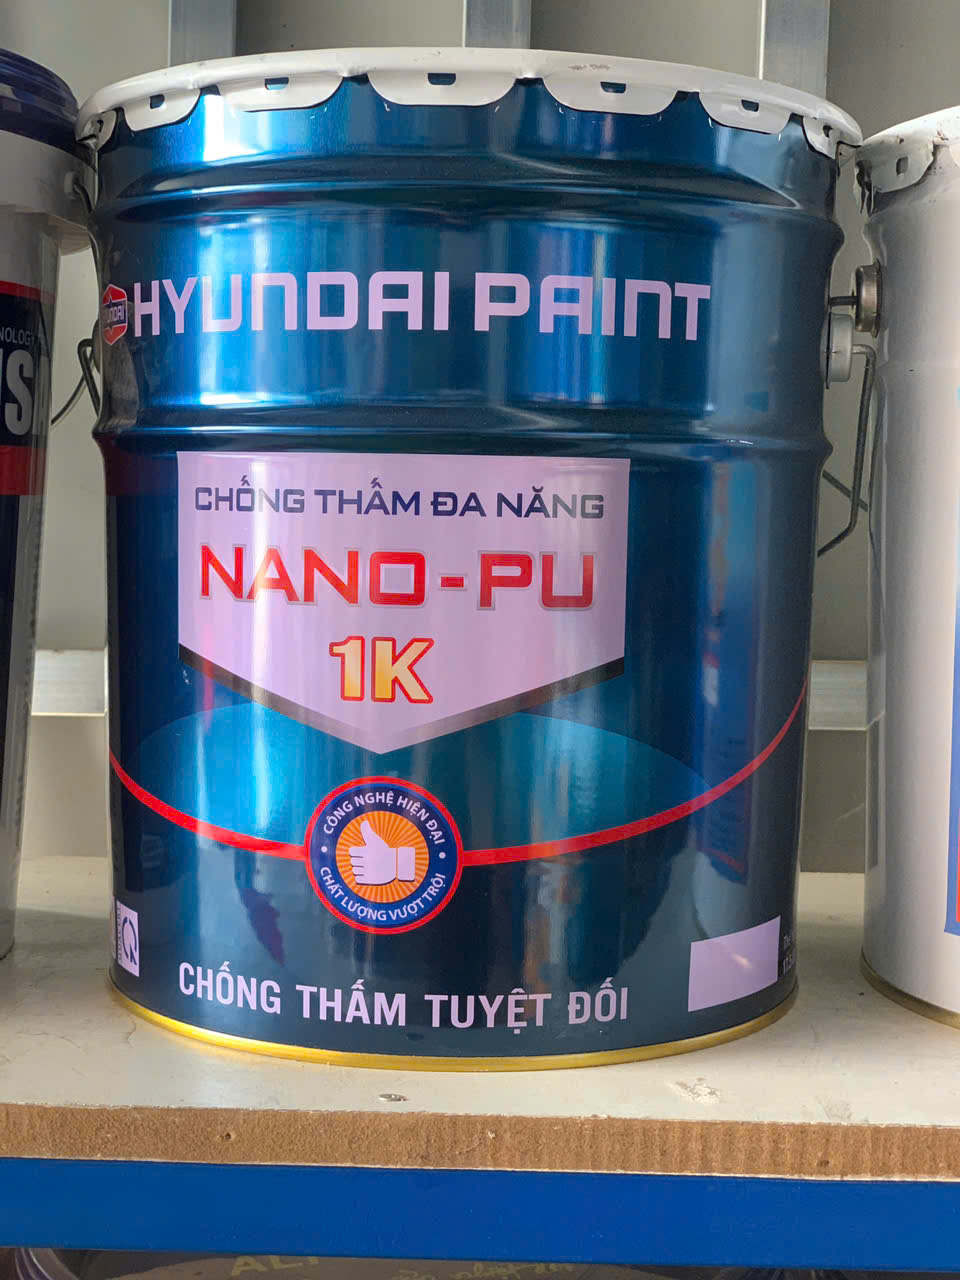 HYUNDAI PAINT
HYUNDAI
CHỐNG THẤM ĐA NĂNG
NANO-PU
1K
CÔNG NGHỆ HIỆN ĐẠI
CHẤT LƯỢNG VƯỢT TRỘI
CHỐNG THẤM TUYỆT ĐỐI